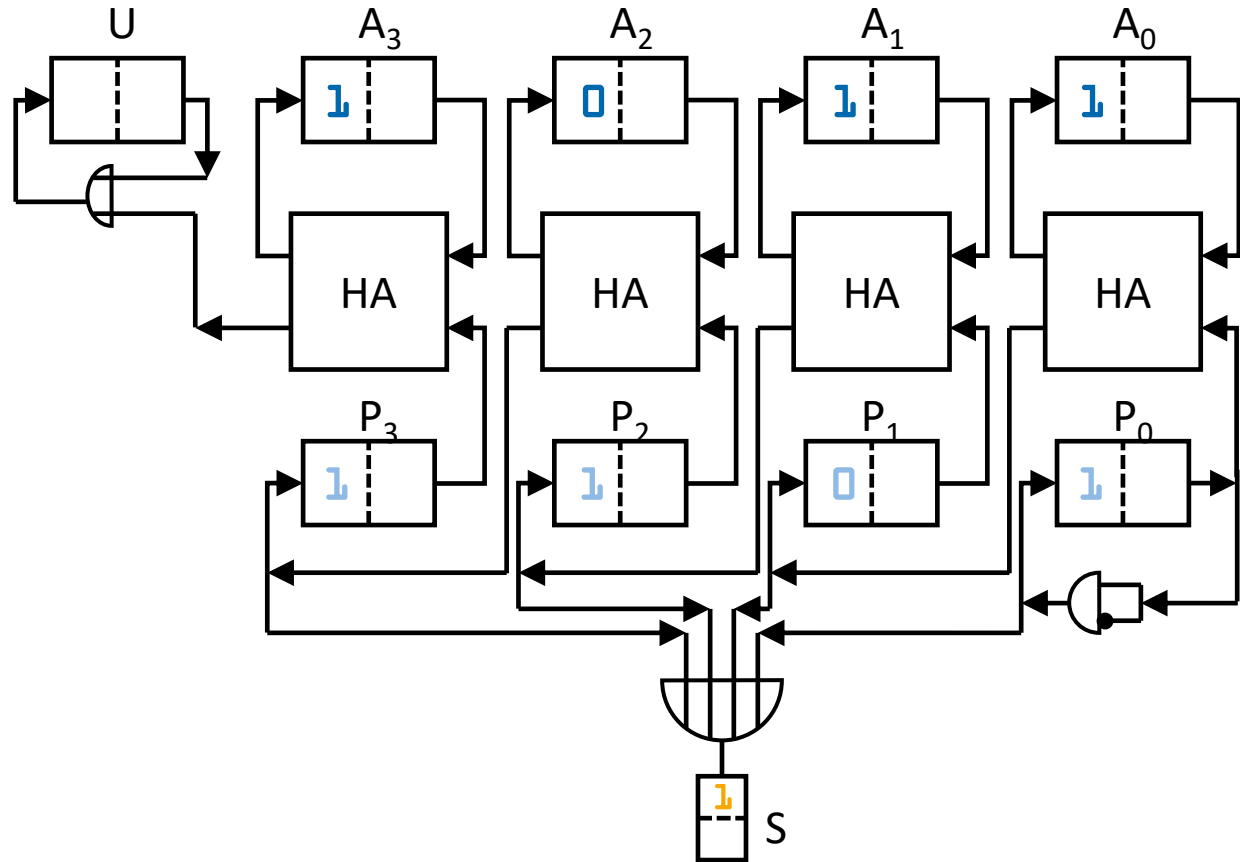 U A₃ A₂ A₁ A₀
1 0 1 1
HA HA HA HA
P₃ P₂ P₁ P₀
1 1 0 1
1
S